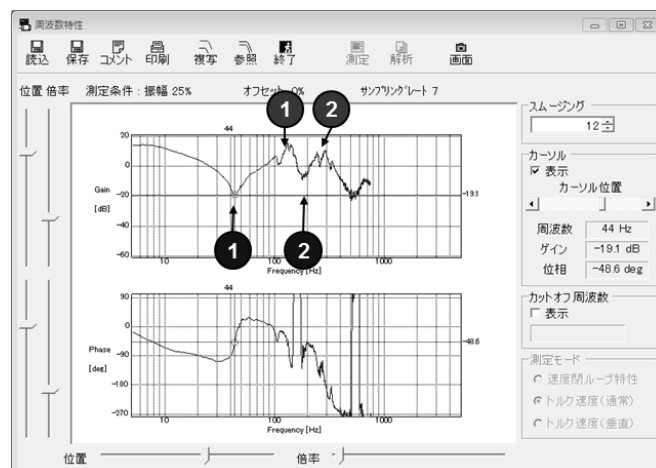 周波数特性
読込 保存 コメント 印刷 複写 参照 終了 測定 解析 画面
位置 倍率 測定条件 : 振幅 25% オフセット 0% サンプリングレート 7
1 2
44
20
0
-20
-40
-60
Gain
[dB]
-19.1
1 2
10 100 1000
Frequency [Hz]
44
90
0
-90
-180
-270
Phase
[deg]
-48.6
10 100 1000
Frequency [Hz]
位置 倍率
スムージング
12
カーソル
表示
カーソル位置
周波数 44 Hz
ゲイン -19.1 dB
位相 -48.6 deg
カットオフ周波数
表示
測定モード
速度閉ループ特性
トルク速度(通常)
トルク速度(垂直)